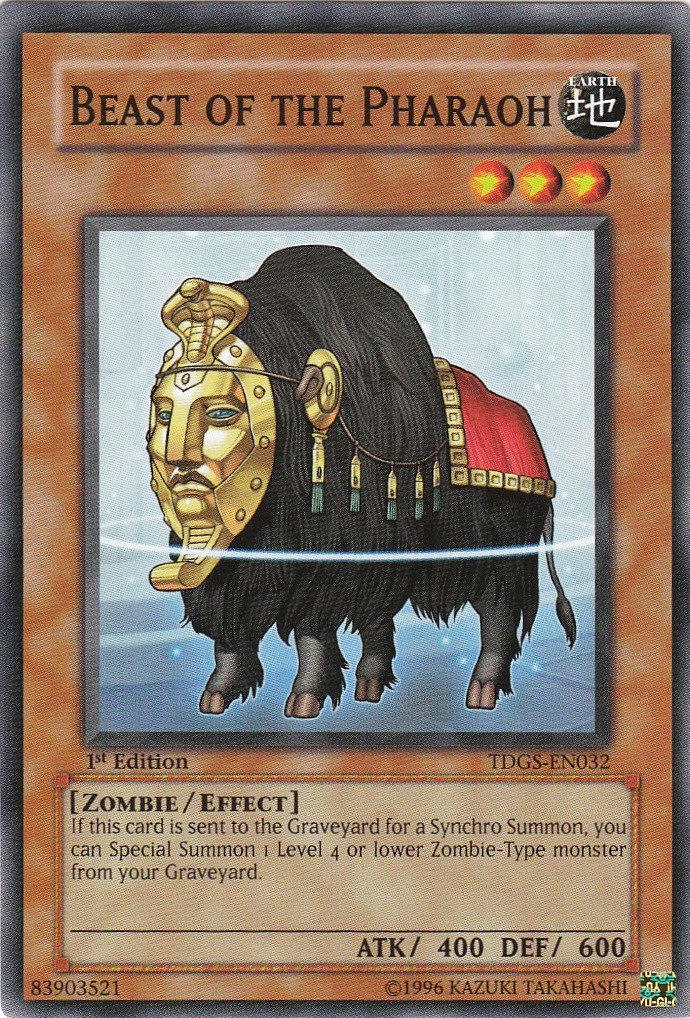 BEAST OF THE PHARAOH
EARTH
地
1st Edition
TDGS-EN032
[ZOMBIE/EFFECT]
If this card is sent to the Graveyard for a Synchro Summon, you
can Special Summon 1 Level 4 or lower Zombie-Type monster
from your Graveyard.
ATK/ 400 DEF/ 600
83903521
©1996 KAZUKI TAKAHASHI